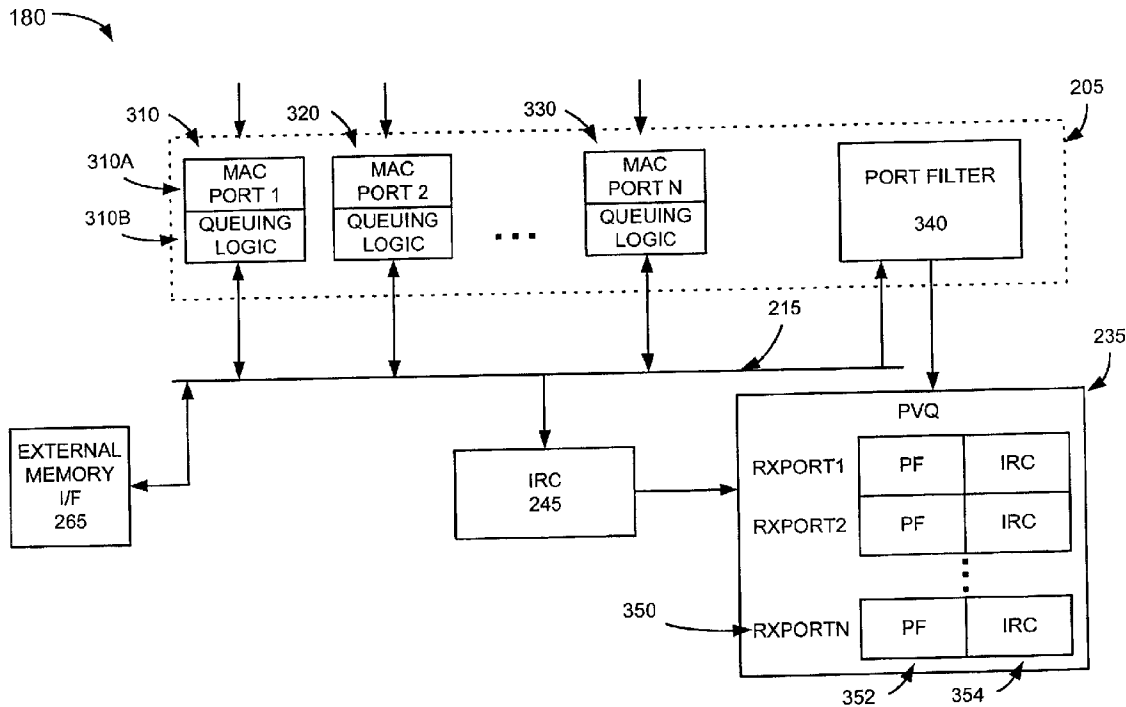 180
310
320
330
205
310A
MAC
PORT 1
MAC
PORT 2
MAC
PORT N
PORT FILTER
340
310B
QUEUING
LOGIC
QUEUING
LOGIC
...
QUEUING
LOGIC
215
235
EXTERNAL
MEMORY
I/F
265
IRC
245
PVQ
RXPORT1
PF
IRC
RXPORT2
PF
IRC
350
RXPORTN
PF
IRC
352
354